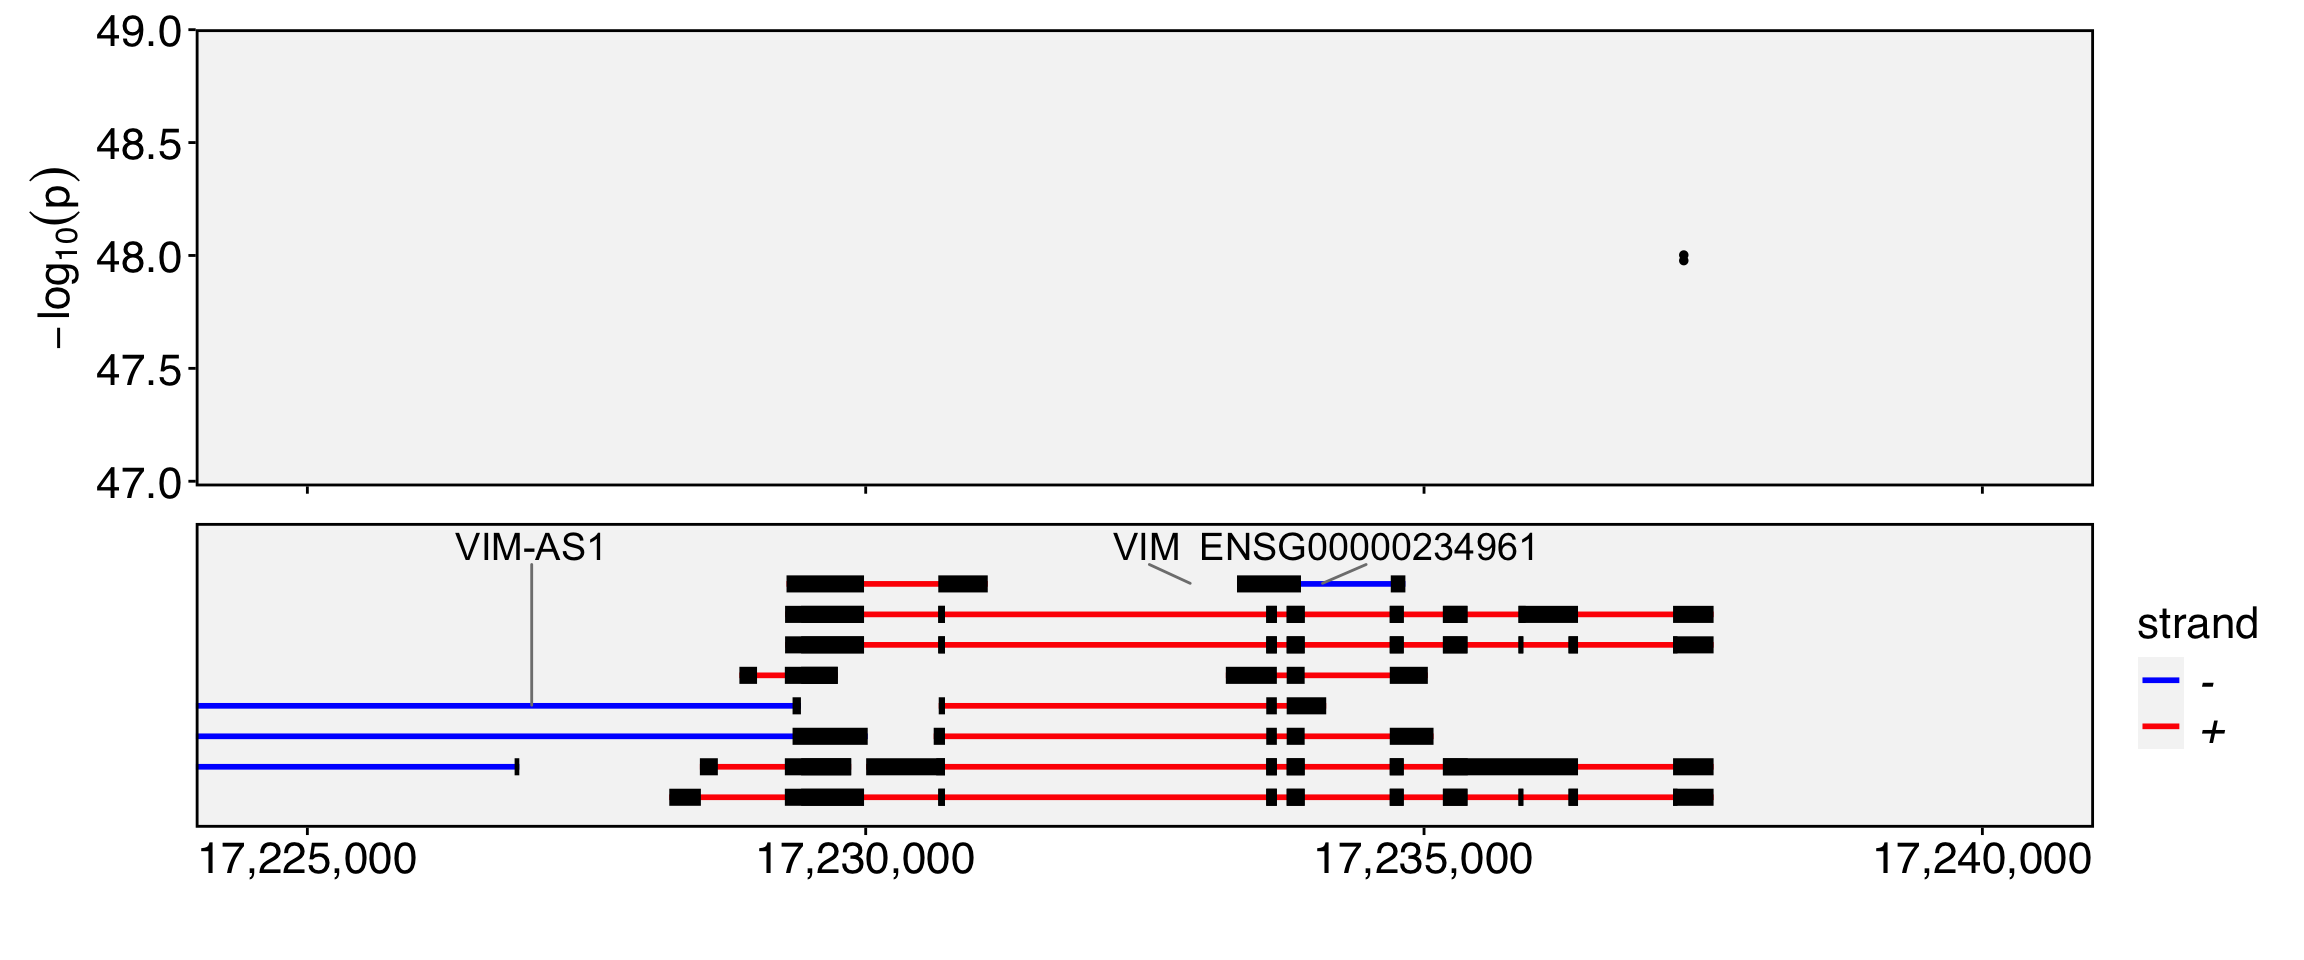 49.0
48.5
48.0
47.5
47.0
−log10(p)
VIM-AS1
VIM ENSG00000234961
strand
-
+
17,225,000 17,230,000 17,235,000 17,240,000